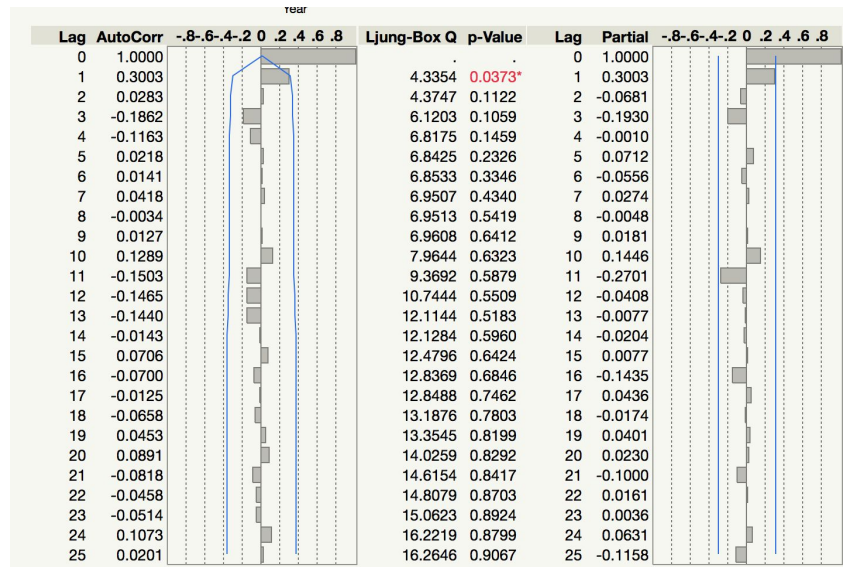 Year
Lag AutoCorr -.8-.6-.4-.2 0 .2 .4 .6 .8 Ljung-Box Q p-Value Lag Partial -.8-.6-.4-.2 0 .2 .4 .6 .8
0 1.0000 . . 0 1.0000
1 0.3003 4.3354 0.0373* 1 0.3003
2 0.0283 4.3747 0.1122 2 -0.0681
3 -0.1862 6.1203 0.1059 3 -0.1930
4 -0.1163 6.8175 0.1459 4 -0.0010
5 0.0218 6.8425 0.2326 5 0.0712
6 0.0141 6.8533 0.3346 6 -0.0556
7 0.0418 6.9507 0.4340 7 0.0274
8 -0.0034 6.9513 0.5419 8 -0.0048
9 0.0127 6.9608 0.6412 9 0.0181
10 0.1289 7.9644 0.6323 10 0.1446
11 -0.1503 9.3692 0.5879 11 -0.2701
12 -0.1465 10.7444 0.5509 12 -0.0408
13 -0.1440 12.1144 0.5183 13 -0.0077
14 -0.0143 12.1284 0.5960 14 -0.0204
15 0.0706 12.4796 0.6424 15 0.0077
16 -0.0700 12.8369 0.6846 16 -0.1435
17 -0.0125 12.8488 0.7462 17 0.0436
18 -0.0658 13.1876 0.7803 18 -0.0174
19 0.0453 13.3545 0.8199 19 0.0401
20 0.0891 14.0259 0.8292 20 0.0230
21 -0.0818 14.6154 0.8417 21 -0.1000
22 -0.0458 14.8079 0.8703 22 0.0161
23 -0.0514 15.0623 0.8924 23 0.0036
24 0.1073 16.2219 0.8799 24 0.0631
25 0.0201 16.2646 0.9067 25 -0.1158